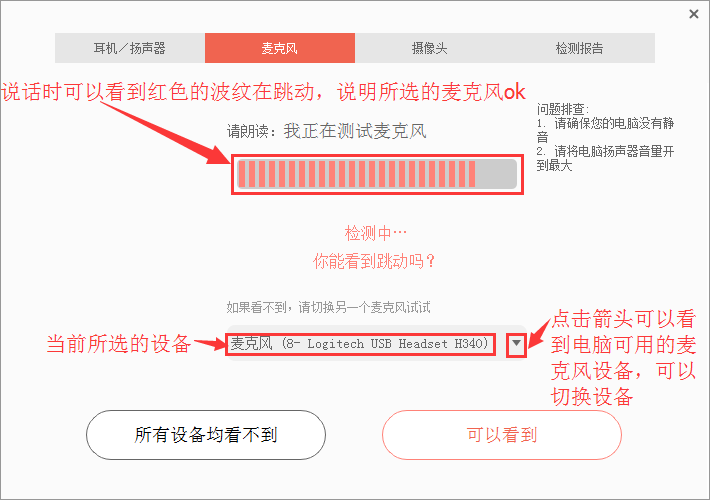 耳机／扬声器
麦克风
摄像头
检测报告
说话时可以看到红色的波纹在跳动，说明所选的麦克风ok
问题排查:
1. 请确保您的电脑没有静
音
2. 请将电脑扬声器音量开
到最大
请朗读：我正在测试麦克风
检测中…
你能看到跳动吗？
如果看不到，请切换另一个麦克风试试
当前所选的设备
麦克风 (8- Logitech USB Headset H340)
点击箭头可以看
到电脑可用的麦
克风设备，可以
切换设备
所有设备均看不到
可以看到